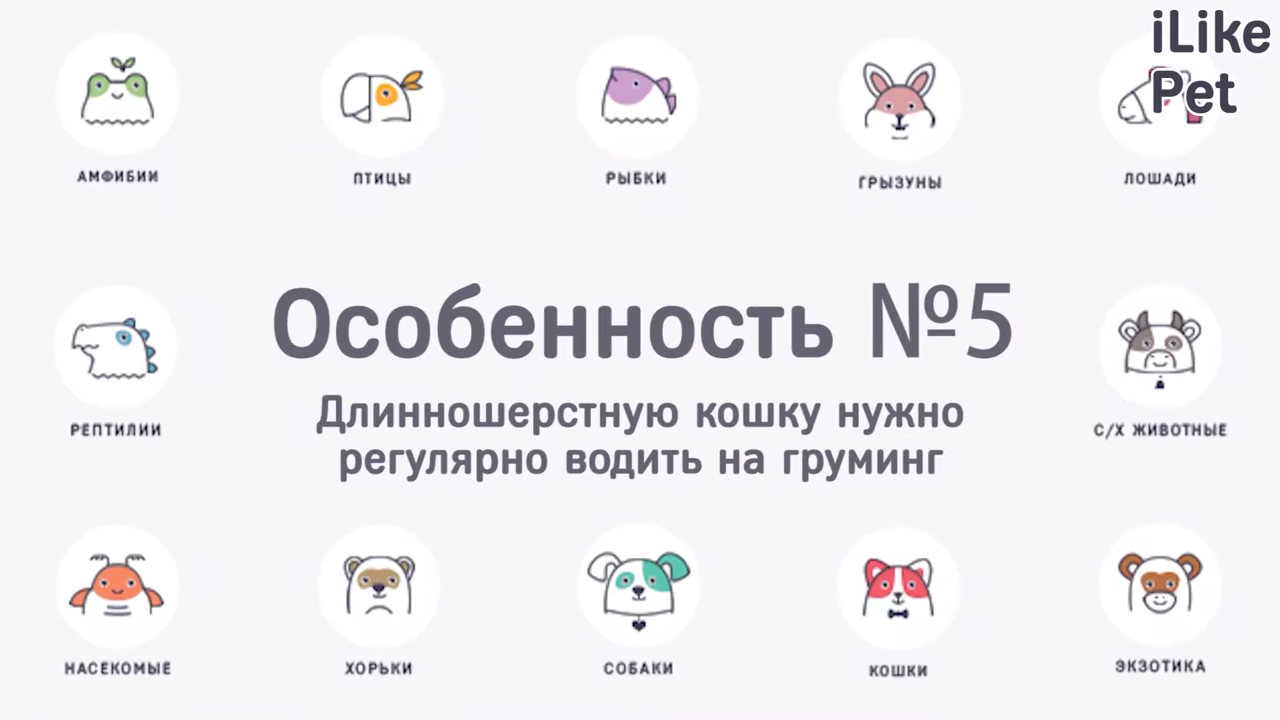 iLike
Pet
АМФИБИИ
ПТИЦЫ
РЫБКИ
ГРЫЗУНЫ
ЛОШАДИ
Особенность №5
Длинношерстную кошку нужно
регулярно водить на груминг
РЕПТИЛИИ
С/Х ЖИВОТНЫЕ
НАСЕКОМЫЕ
ХОРЬКИ
СОБАКИ
КОШКИ
ЭКЗОТИКА